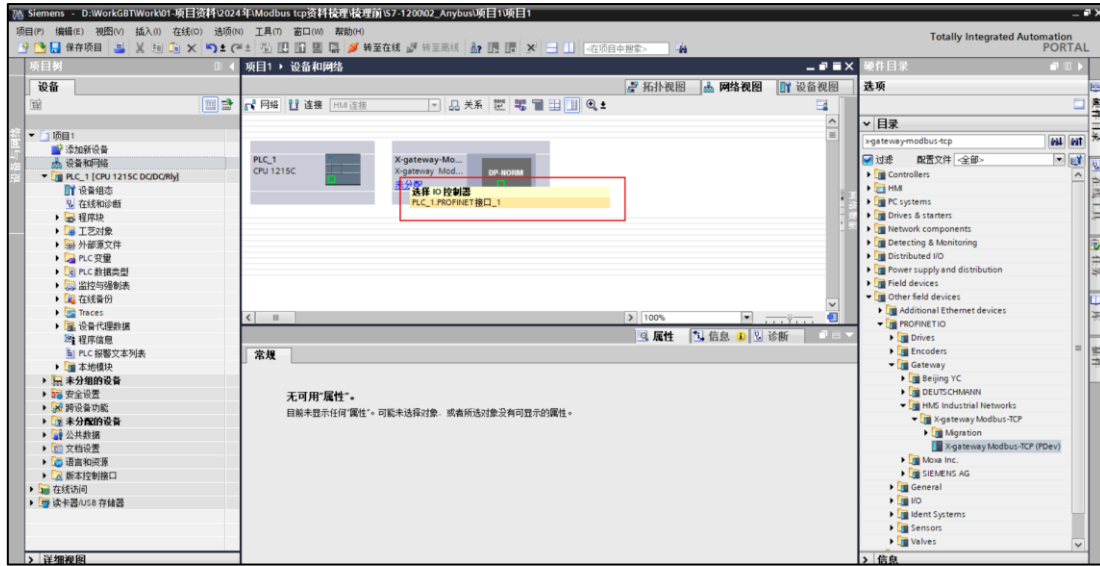 Siemens - D:\WorkGBT\Work\01-项目资料\2024年\Modbus tcp资料梳理\梳理前\S7-1200\02_Anybus\项目1\项目1
项目(P) 编辑(E) 视图(V) 插入(I) 在线(O) 选项(N) 工具(T) 窗口(W) 帮助(H)
Totally Integrated Automation
PORTAL
保存项目 转至在线 转至离线 <在项目中搜索>
项目树
设备
项目1
添加新设备
设备和网络
PLC_1 [CPU 1215C DC/DC/Rly]
设备组态
在线和诊断
程序块
工艺对象
外部源文件
PLC 变量
PLC 数据类型
监控与强制表
在线备份
Traces
设备代理数据
程序信息
PLC 报警文本列表
本地模块
未分组的设备
安全设置
跨设备功能
未分配的设备
公共数据
文档设置
语言和资源
版本控制接口
在线访问
读卡器/USB 存储器
详细视图
项目1 › 设备和网络
拓扑视图 网络视图 设备视图
网络 连接 HMI 连接 关系
PLC_1
CPU 1215C
X-gateway-Mo...
X-gateway Mod...
DP-NORM
未分配
选择 IO 控制器
PLC_1.PROFINET接口_1
100%
属性 信息 诊断
常规
无可用"属性"。
目前未显示任何"属性"。可能未选择对象，或者所选对象没有可显示的属性。
硬件目录
选项
目录
x-gateway-modbus-tcp
过滤 配置文件 <全部>
Controllers
HMI
PC systems
Drives & starters
Network components
Detecting & Monitoring
Distributed I/O
Power supply and distribution
Field devices
Other field devices
Additional Ethernet devices
PROFINET IO
Drives
Encoders
Gateway
Beijing YC
DEUTSCHMANN
HMS Industrial Networks
X-gateway Modbus-TCP
Migration
X-gateway Modbus-TCP (PDev)
Moxa Inc.
SIEMENS AG
General
I/O
Ident Systems
Sensors
Valves
信息